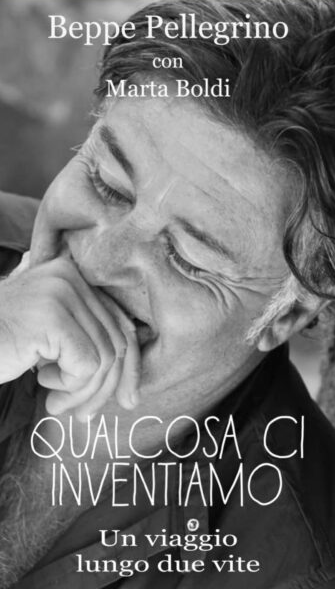 Beppe Pellegrino
con
Marta Boldi
QUALCOSA CI
INVENTIAMO
Un viaggio
lungo due vite